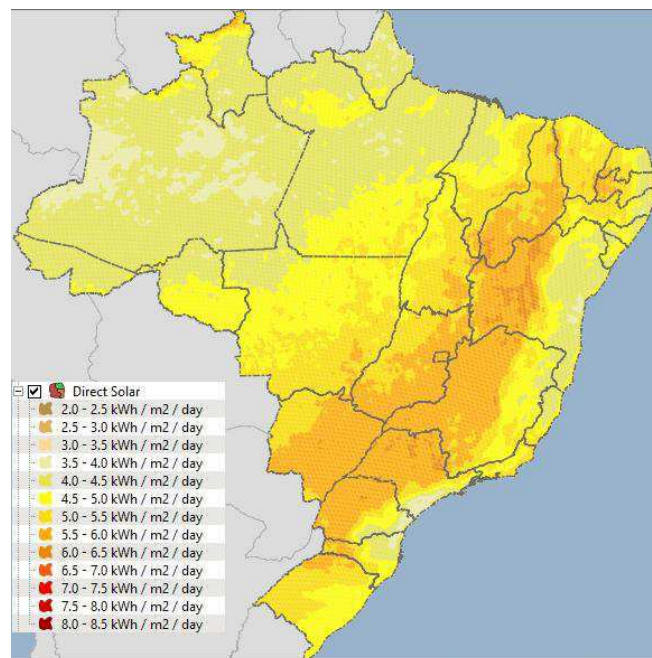 Direct Solar
2.0 - 2.5 kWh / m2 / day
2.5 - 3.0 kWh / m2 / day
3.0 - 3.5 kWh / m2 / day
3.5 - 4.0 kWh / m2 / day
4.0 - 4.5 kWh / m2 / day
4.5 - 5.0 kWh / m2 / day
5.0 - 5.5 kWh / m2 / day
5.5 - 6.0 kWh / m2 / day
6.0 - 6.5 kWh / m2 / day
6.5 - 7.0 kWh / m2 / day
7.0 - 7.5 kWh / m2 / day
7.5 - 8.0 kWh / m2 / day
8.0 - 8.5 kWh / m2 / day